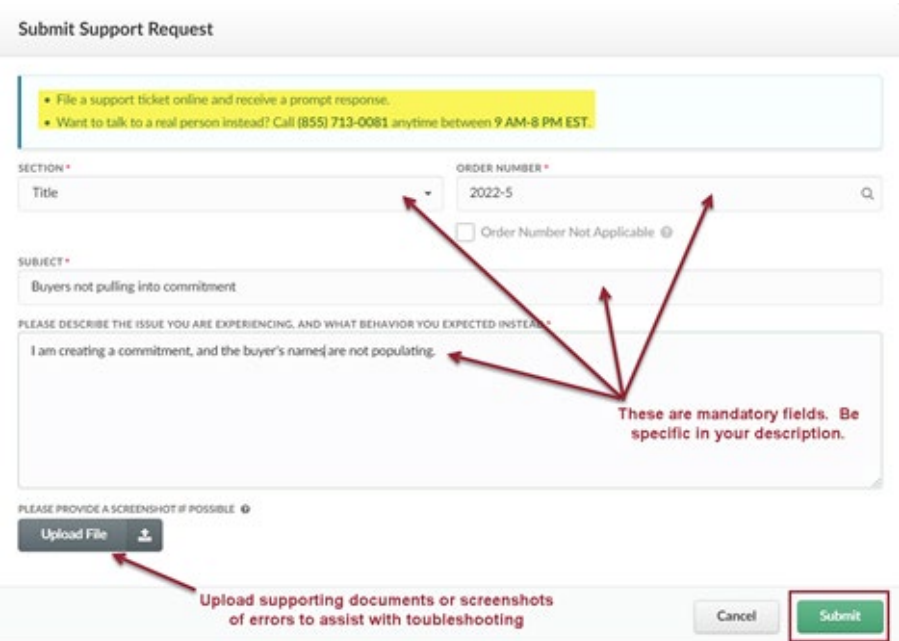 Submit Support Request
• File a support ticket online and receive a prompt response.
• Want to talk to a real person instead? Call (855) 713-0081 anytime between 9 AM-8 PM EST.
SECTION *
ORDER NUMBER *
Title
2022-5
Order Number Not Applicable
SUBJECT *
Buyers not pulling into commitment
PLEASE DESCRIBE THE ISSUE YOU ARE EXPERIENCING, AND WHAT BEHAVIOR YOU EXPECTED INSTEAD *
I am creating a commitment, and the buyer's names are not populating.
These are mandatory fields. Be
specific in your description.
PLEASE PROVIDE A SCREENSHOT IF POSSIBLE
Upload File
Upload supporting documents or screenshots
of errors to assist with toubleshooting
Cancel
Submit